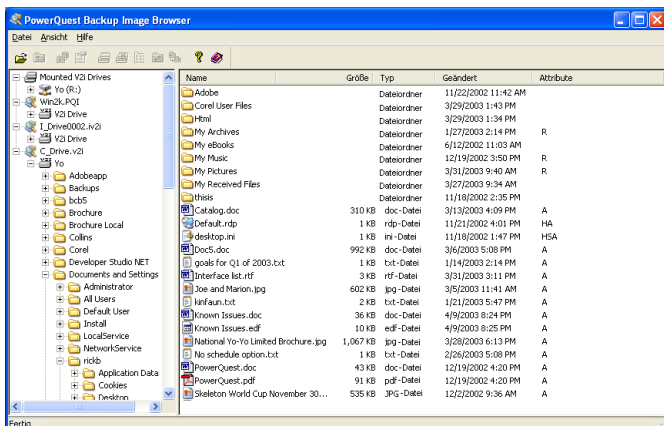 PowerQuest Backup Image Browser
Datei Ansicht Hilfe
Mounted V2i Drives
Yo (R:)
Win2k.PQI
V2i Drive
I_Drive0002.iv2i
V2i Drive
C_Drive.v2i
Yo
Adobeapp
Backups
bcb5
Brochure
Brochure Local
Collins
Corel
Developer Studio NET
Documents and Settings
Administrator
All Users
Default User
Install
LocalService
NetworkService
rickb
Application Data
Cookies
Desktop
Name Größe Typ Geändert Attribute
Adobe Dateiordner 11/22/2002 11:42 AM
Corel User Files Dateiordner 3/29/2003 1:43 PM
Html Dateiordner 3/29/2003 1:34 PM
My Archives Dateiordner 1/27/2003 2:14 PM R
My eBooks Dateiordner 6/12/2002 11:03 AM
My Music Dateiordner 12/19/2002 3:50 PM R
My Pictures Dateiordner 3/31/2003 9:40 AM R
My Received Files Dateiordner 3/27/2003 9:34 AM
thisis Dateiordner 11/18/2002 2:35 PM
Catalog.doc 310 KB doc-Datei 3/13/2003 4:09 PM A
Default.rdp 1 KB rdp-Datei 11/21/2002 4:01 PM HA
desktop.ini 1 KB ini-Datei 11/18/2002 1:47 PM HSA
Doc5.doc 992 KB doc-Datei 3/6/2003 5:08 PM A
goals for Q1 of 2003.txt 1 KB txt-Datei 1/14/2003 2:14 PM A
Interface list.rtf 3 KB rtf-Datei 3/31/2003 3:11 PM A
Joe and Marion.jpg 602 KB jpg-Datei 3/5/2003 11:41 AM A
kinfaun.txt 2 KB txt-Datei 1/21/2003 5:47 PM A
Known Issues.doc 36 KB doc-Datei 4/9/2003 8:24 PM A
Known Issues.edf 10 KB edf-Datei 4/9/2003 8:25 PM A
National Yo-Yo Limited Brochure.jpg 1,067 KB jpg-Datei 3/28/2003 6:13 PM A
No schedule option.txt 1 KB txt-Datei 2/26/2003 5:08 PM A
PowerQuest.doc 43 KB doc-Datei 12/19/2002 4:20 PM A
PowerQuest.pdf 91 KB pdf-Datei 12/19/2002 4:20 PM A
Skeleton World Cup November 30... 535 KB JPG-Datei 12/2/2002 9:36 AM A
Fertig